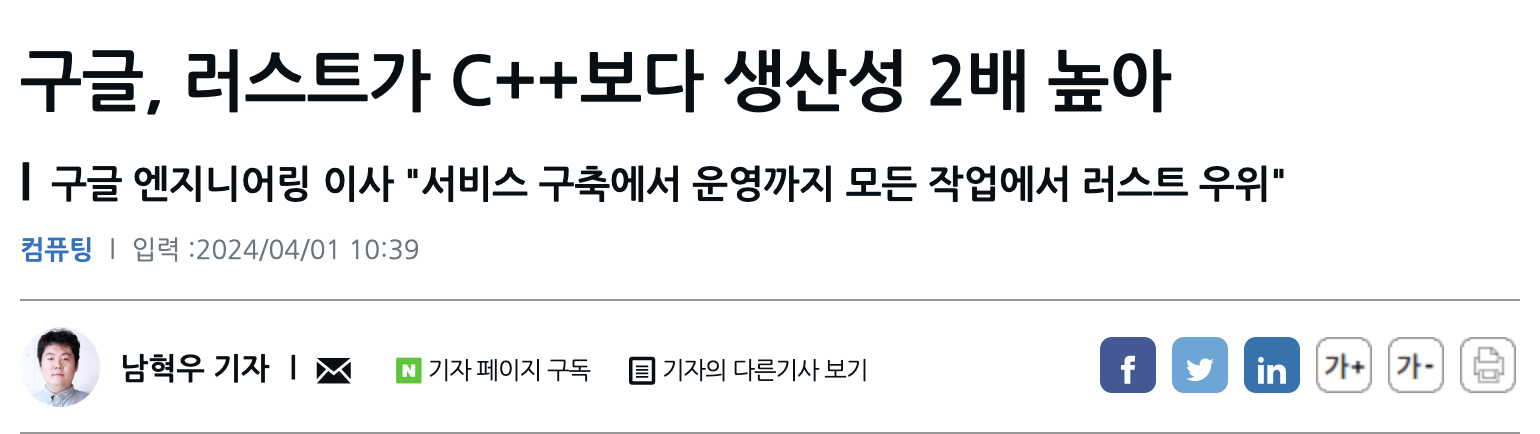 구글, 러스트가 C++보다 생산성 2배 높아
구글 엔지니어링 이사 "서비스 구축에서 운영까지 모든 작업에서 러스트 우위"
컴퓨팅 | 입력 :2024/04/01 10:39
남혁우 기자 | N 기자 페이지 구독 기자의 다른기사 보기 f in 가+ 가-